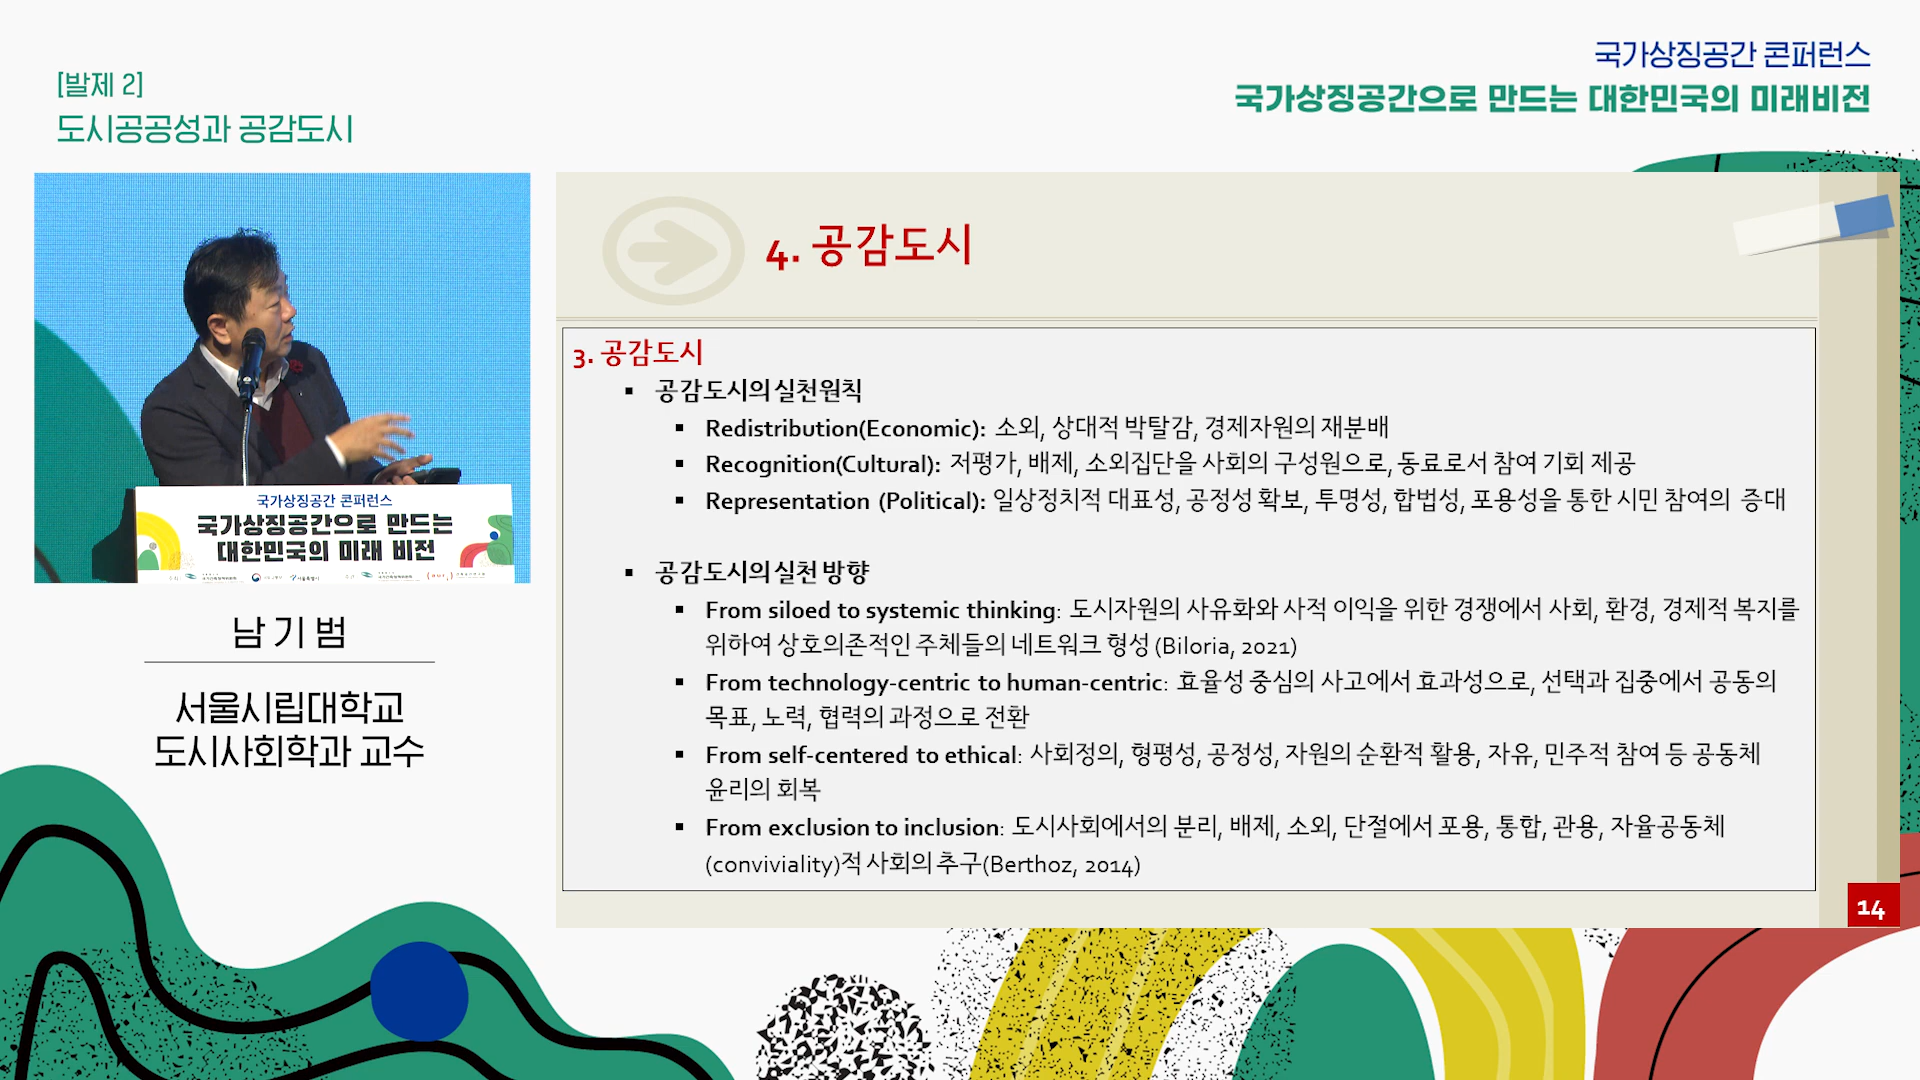 [발제 2]
도시공공성과 공감도시
국가상징공간 콘퍼런스
국가상징공간으로 만드는 대한민국의 미래비전
국가상징공간 콘퍼런스
국가상징공간으로 만드는
대한민국의 미래 비전
남기범
서울시립대학교
도시사회학과 교수
4. 공감도시
3. 공감도시
▪ 공감도시의 실천원칙
▪ Redistribution(Economic): 소외, 상대적 박탈감, 경제자원의 재분배
▪ Recognition(Cultural): 저평가, 배제, 소외집단을 사회의 구성원으로, 동료로서 참여 기회 제공
▪ Representation (Political): 일상정치적 대표성, 공정성 확보, 투명성, 합법성, 포용성을 통한 시민 참여의 증대
▪ 공감도시의 실천 방향
▪ From siloed to systemic thinking: 도시자원의 사유화와 사적 이익을 위한 경쟁에서 사회, 환경, 경제적 복지를
위하여 상호의존적인 주체들의 네트워크 형성 (Biloria, 2021)
▪ From technology-centric to human-centric: 효율성 중심의 사고에서 효과성으로, 선택과 집중에서 공동의
목표, 노력, 협력의 과정으로 전환
▪ From self-centered to ethical: 사회정의, 형평성, 공정성, 자원의 순환적 활용, 자유, 민주적 참여 등 공동체
윤리의 회복
▪ From exclusion to inclusion: 도시사회에서의 분리, 배제, 소외, 단절에서 포용, 통합, 관용, 자율공동체
(conviviality)적 사회의 추구(Berthoz, 2014)
14